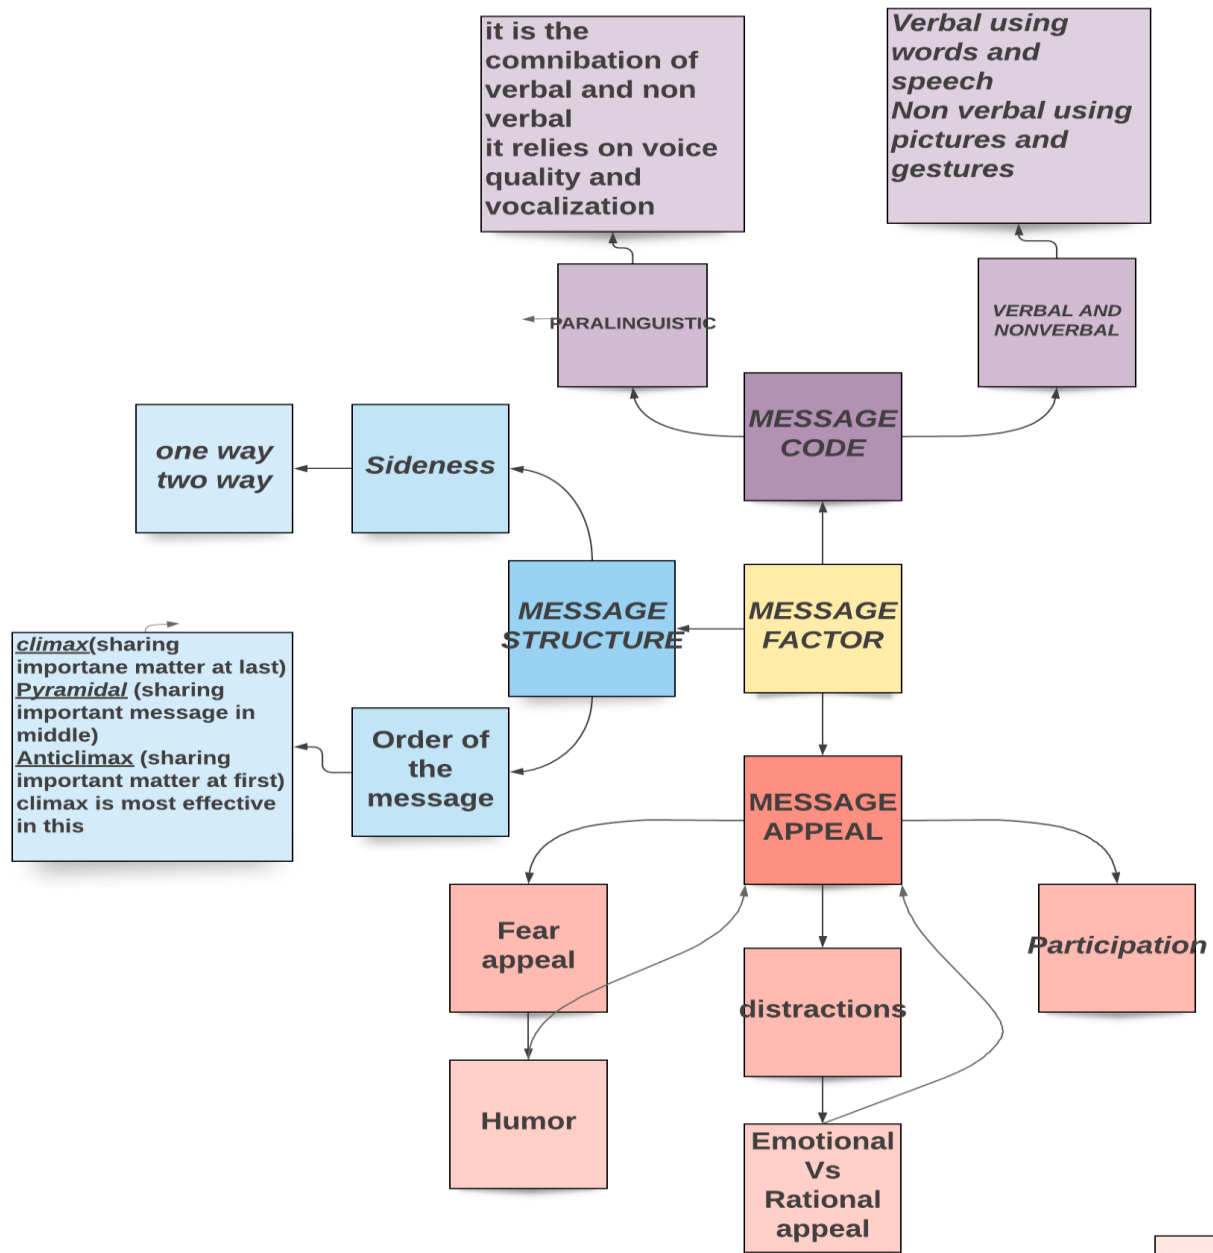 it is the
comnibation of
verbal and non
verbal
it relies on voice
quality and
vocalization
Verbal using
words and
speech
Non verbal using
pictures and
gestures
PARALINGUISTIC
VERBAL AND
NONVERBAL
MESSAGE
CODE
one way
two way
Sideness
MESSAGE
STRUCTURE
MESSAGE
FACTOR
climax(sharing
importane matter at last)
Pyramidal (sharing
important message in
middle)
Anticlimax (sharing
important matter at first)
climax is most effective
in this
Order of
the
message
MESSAGE
APPEAL
Fear
appeal
distractions
Participation
Humor
Emotional
Vs
Rational
appeal